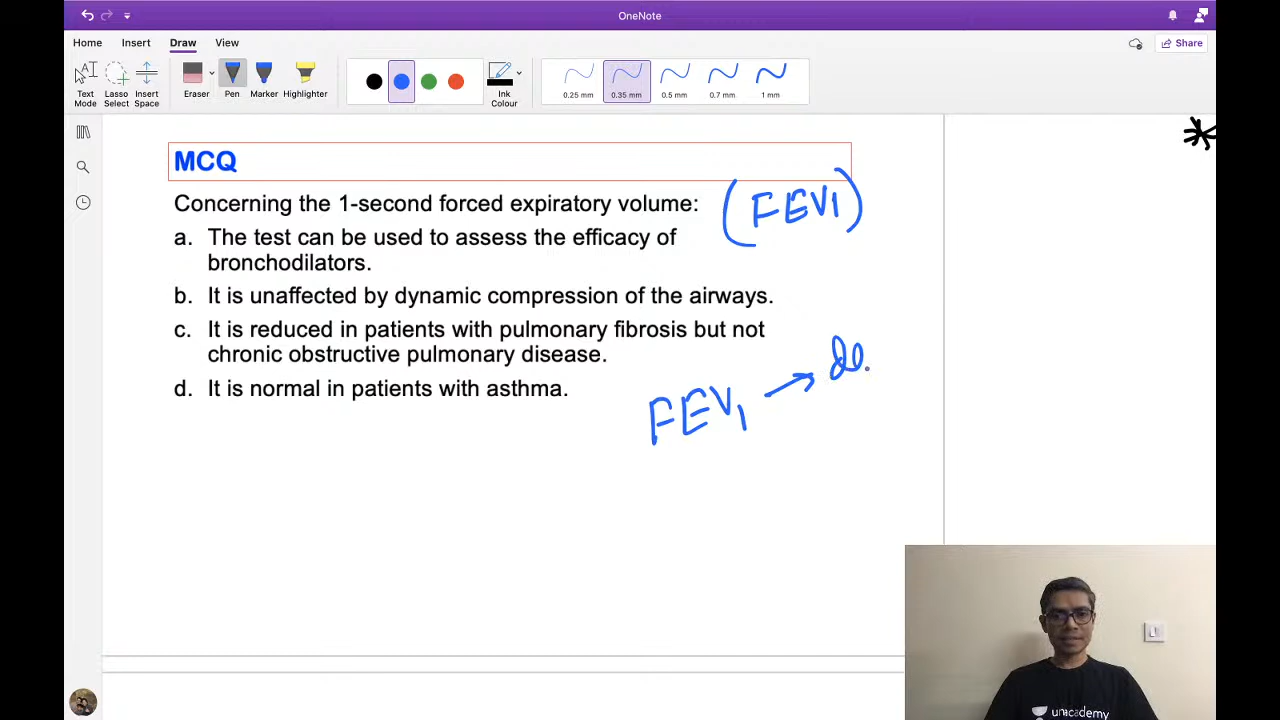 OneNote
Home Insert Draw View
Share
Text Mode
Lasso Select
Insert Space
Eraser
Pen
Marker
Highlighter
Ink Colour
0.25 mm
0.35 mm
0.5 mm
0.7 mm
1 mm
MCQ
Concerning the 1-second forced expiratory volume: (FEV1)
a. The test can be used to assess the efficacy of
bronchodilators.
b. It is unaffected by dynamic compression of the airways.
c. It is reduced in patients with pulmonary fibrosis but not
chronic obstructive pulmonary disease.
d. It is normal in patients with asthma.
FEV1 → de
unacademy